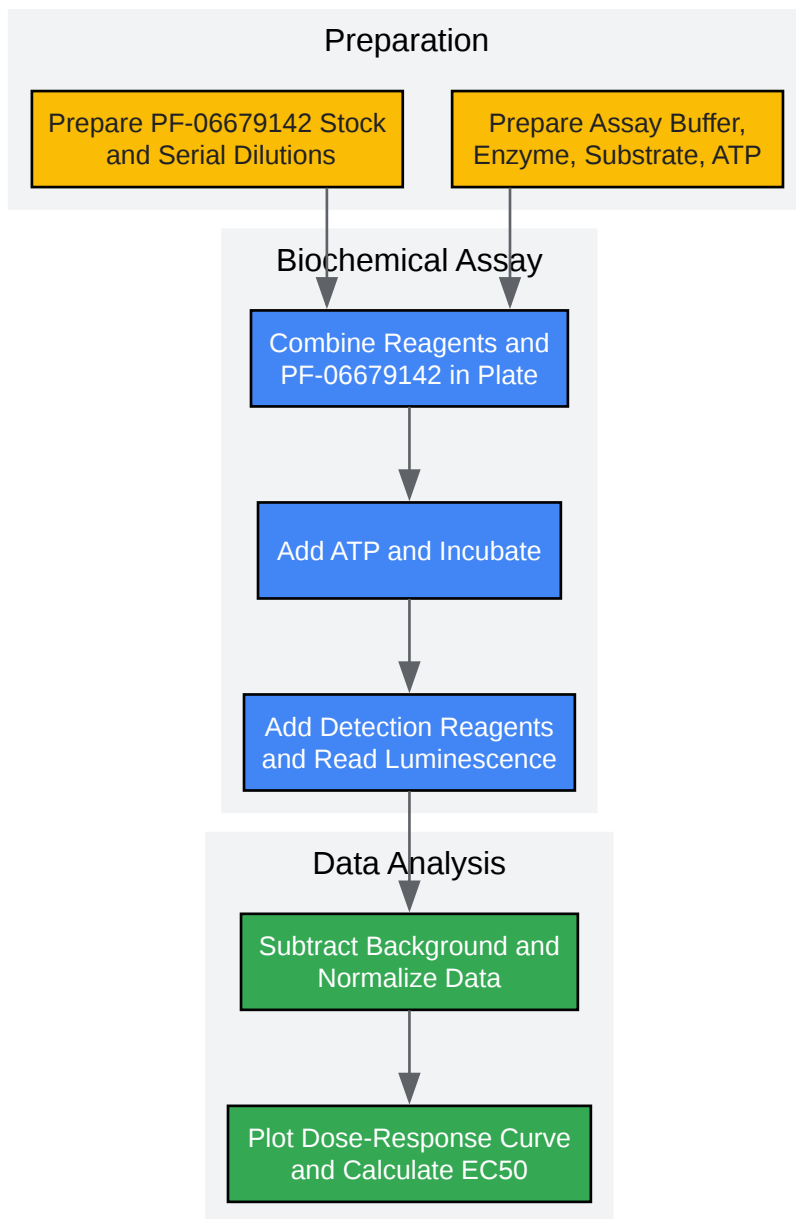 Preparation
Prepare PF-06679142 Stock
and Serial Dilutions
Prepare Assay Buffer,
Enzyme, Substrate, ATP
Biochemical Assay
Combine Reagents and
PF-06679142 in Plate
Add ATP and Incubate
Add Detection Reagents
and Read Luminescence
Data Analysis
Subtract Background and
Normalize Data
Plot Dose-Response Curve
and Calculate EC50